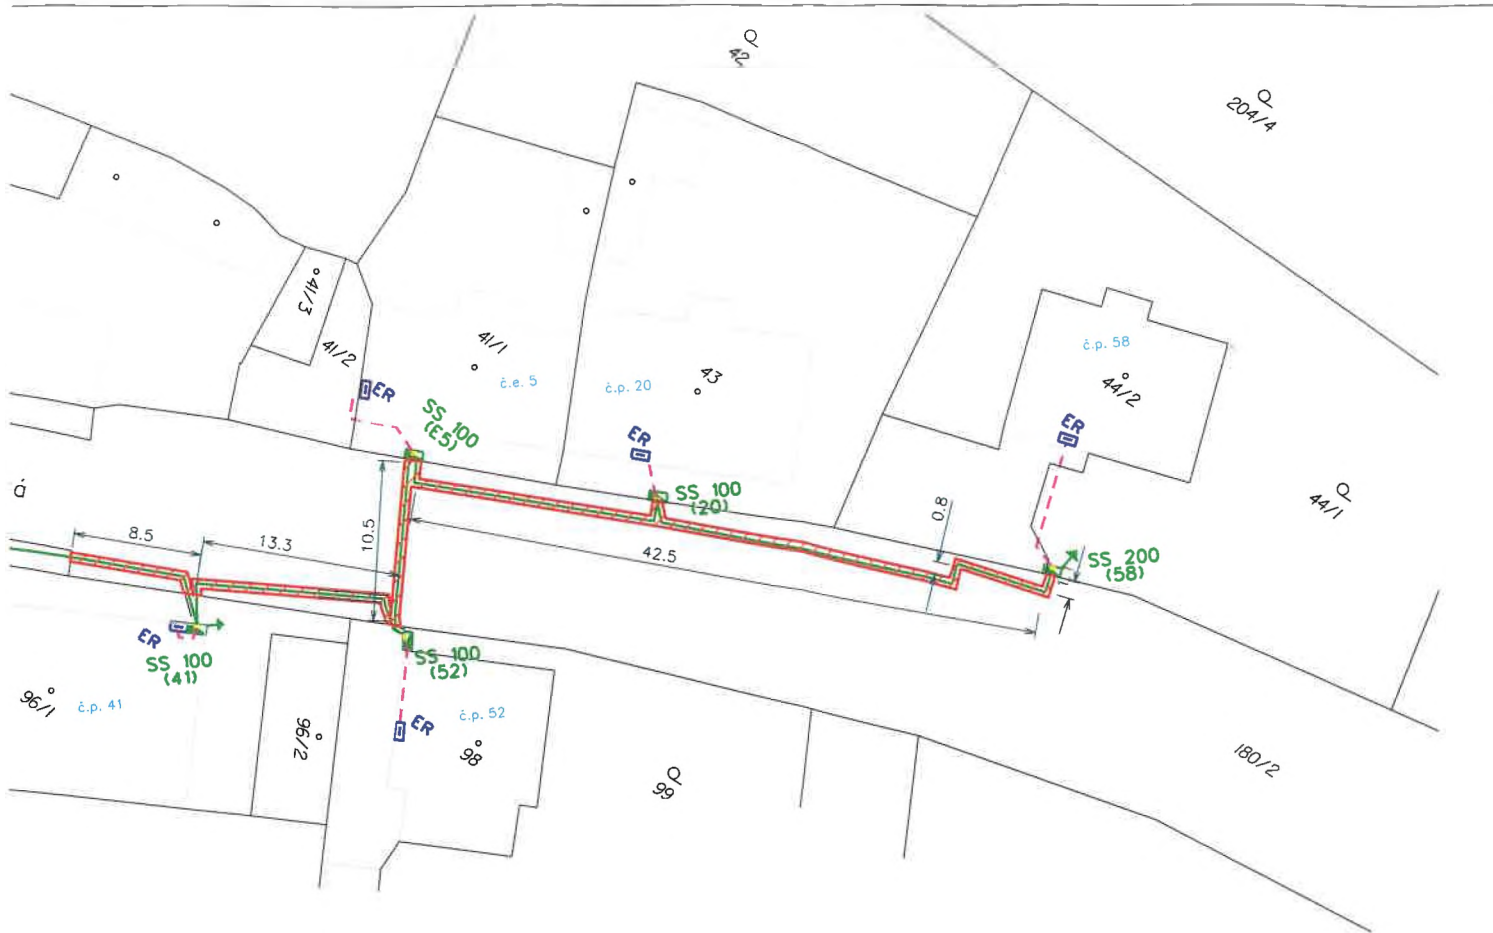 42
204/4
41/3
41/2
41/1
č.e. 5
č.p. 20
43
č.p. 58
44/2
ER
SS 100
(E5)
ER
SS 100
(20)
ER
44/1
á
8.5
13.3
10.5
42.5
0.8
SS 200
(58)
ER
SS 100
(41)
SS 100
(52)
96/1
č.p. 41
96/2
ER
č.p. 52
98
99
180/2